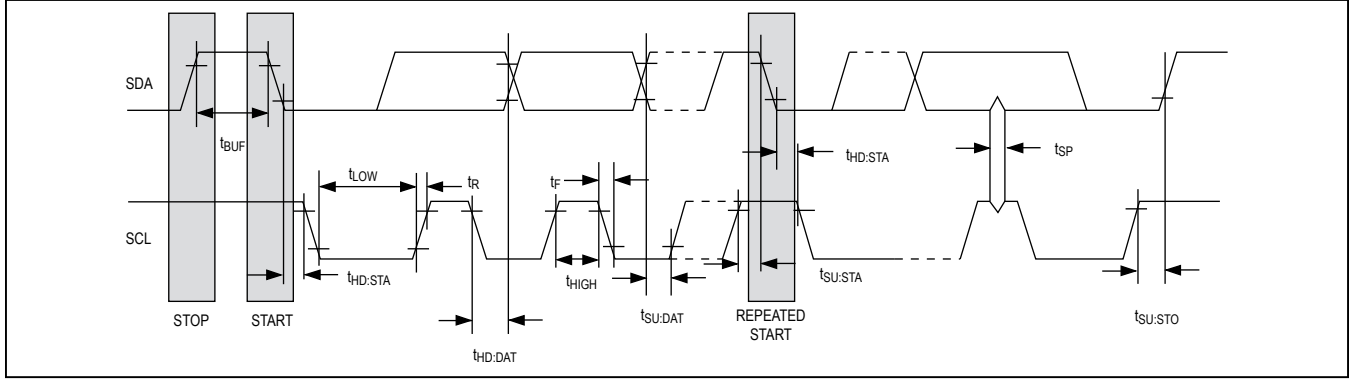 SDA
tBUF
tHD:STA
tSP
tLOW
tR
tF
SCL
tHD:STA
tHIGH
tSU:STA
tSU:DAT
tSU:STO
STOP
START
REPEATED
START
tHD:DAT